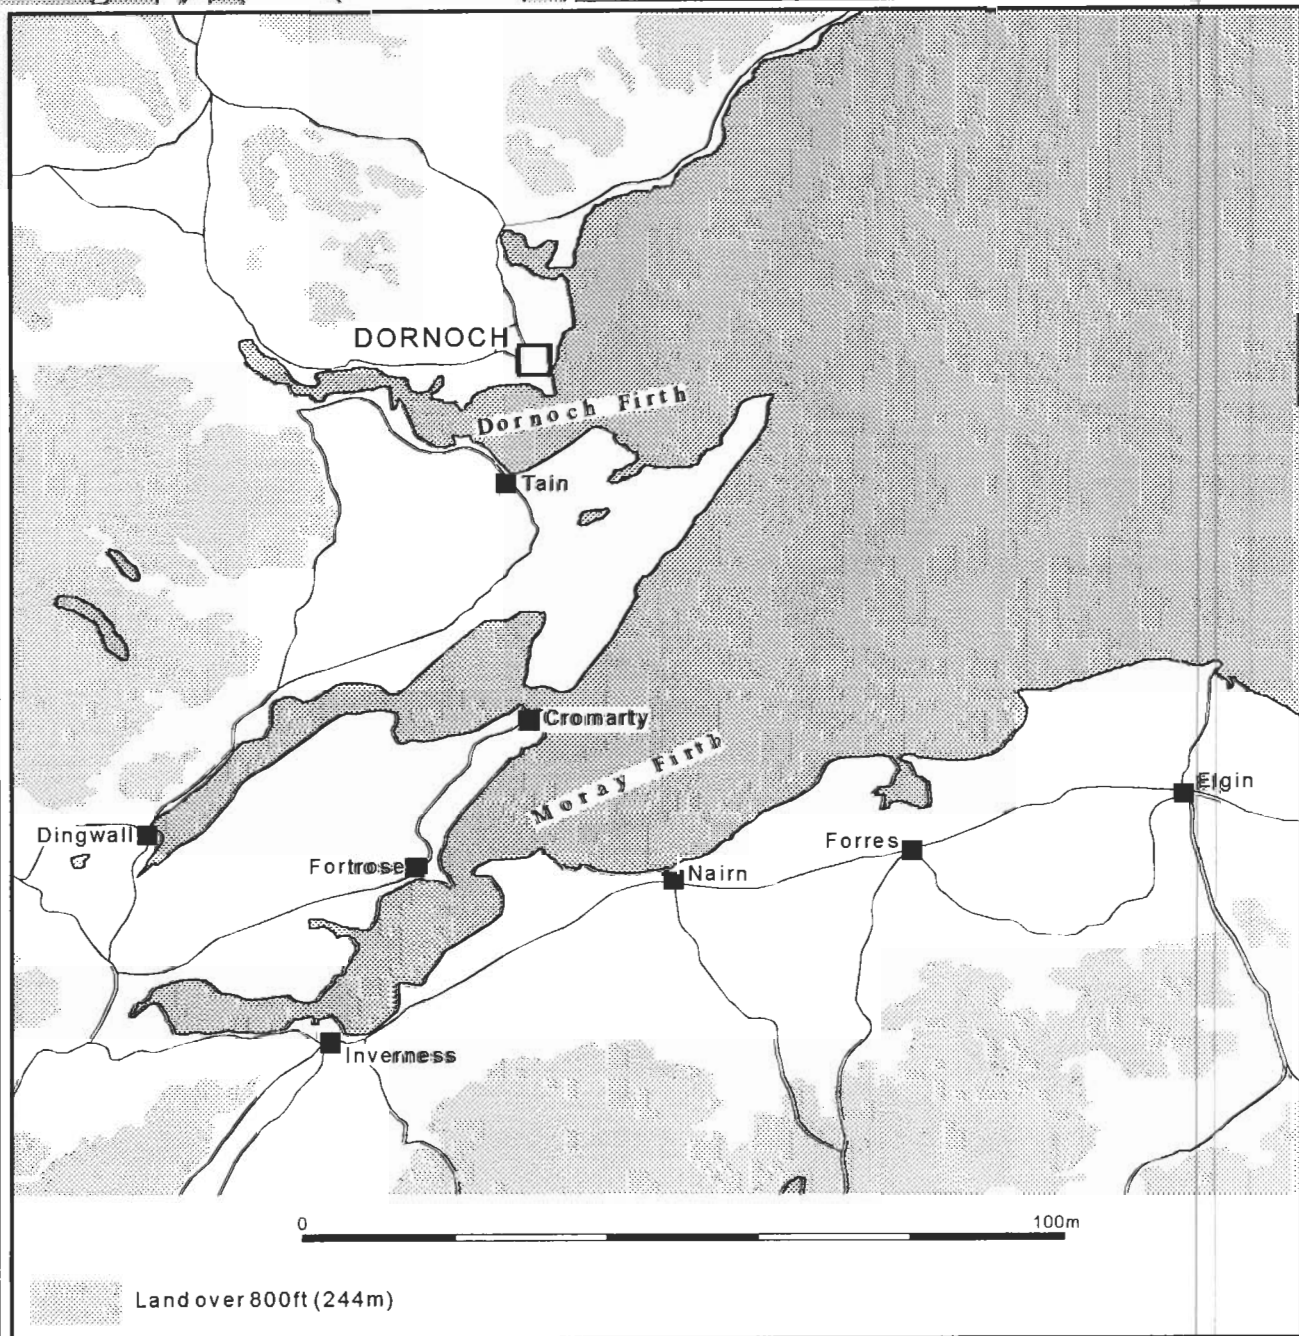 DORNOCH
Dornoch Firth
Tain
Cromarty
Moray Firth
Elgin
Dingwall
Forres
Fortrose
Nairn
Inverness
0 100m
Land over 800ft (244m)